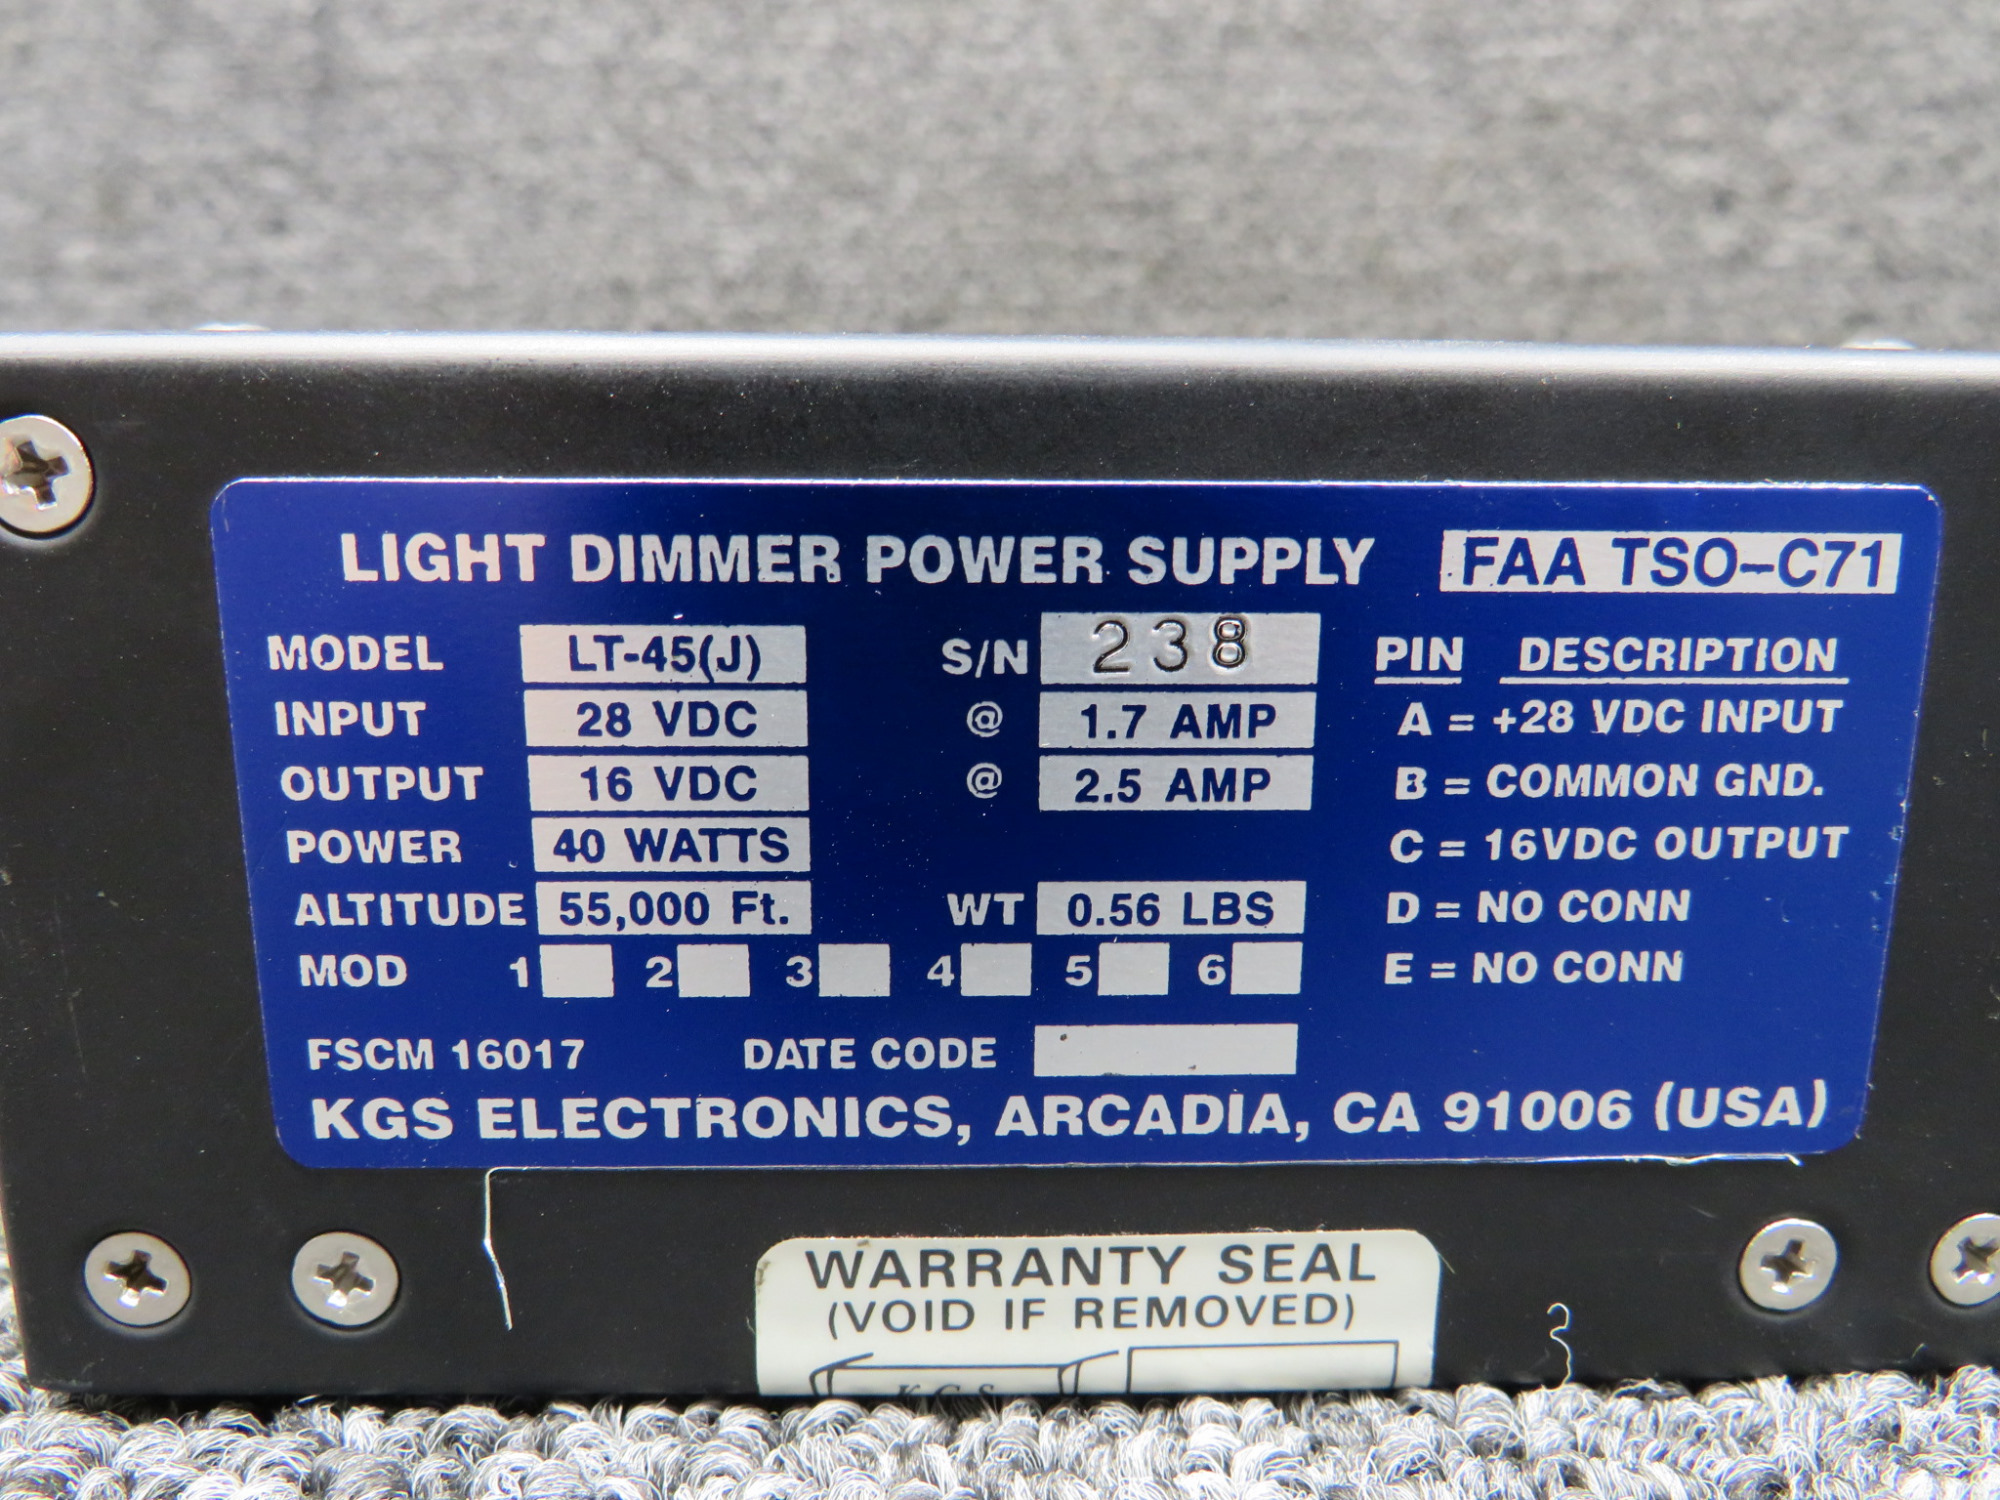 LIGHT DIMMER POWER SUPPLY FAA TSO-C71
MODEL LT-45(J) S/N 238 PIN DESCRIPTION
INPUT 28 VDC @ 1.7 AMP A = +28 VDC INPUT
OUTPUT 16 VDC @ 2.5 AMP B = COMMON GND.
POWER 40 WATTS C = 16VDC OUTPUT
ALTITUDE 55,000 Ft. WT 0.56 LBS D = NO CONN
MOD 1 2 3 4 5 6 E = NO CONN
FSCM 16017 DATE CODE
KGS ELECTRONICS, ARCADIA, CA 91006 (USA)
WARRANTY SEAL
(VOID IF REMOVED)
K.G.S.